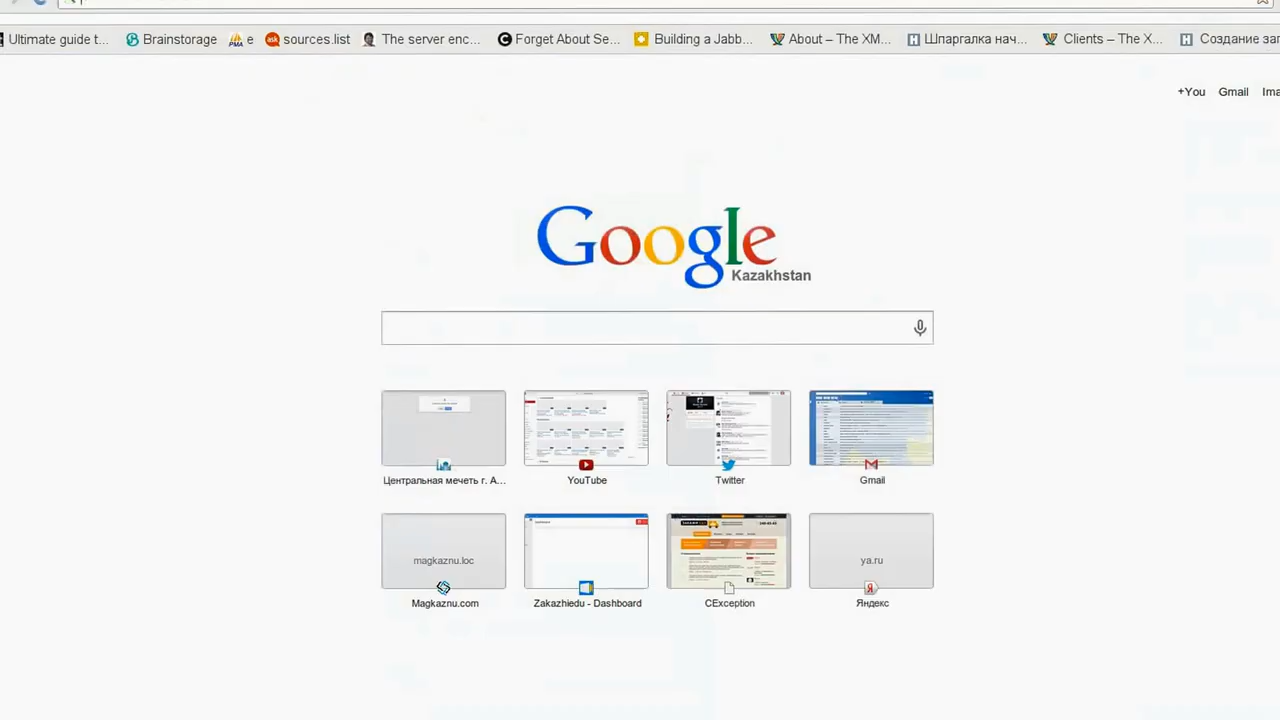 Ultimate guide t... Brainstorage e sources.list The server enc... Forget About Se... Building a Jabb... About – The XM... Шпаргалка нач... Clients – The X... Создание заг
+You Gmail Ima
Google
Kazakhstan
Центральная мечеть г. А... YouTube Twitter Gmail
magkaznu.loc ya.ru
Magkaznu.com Zakazhiedu - Dashboard CException Яндекс